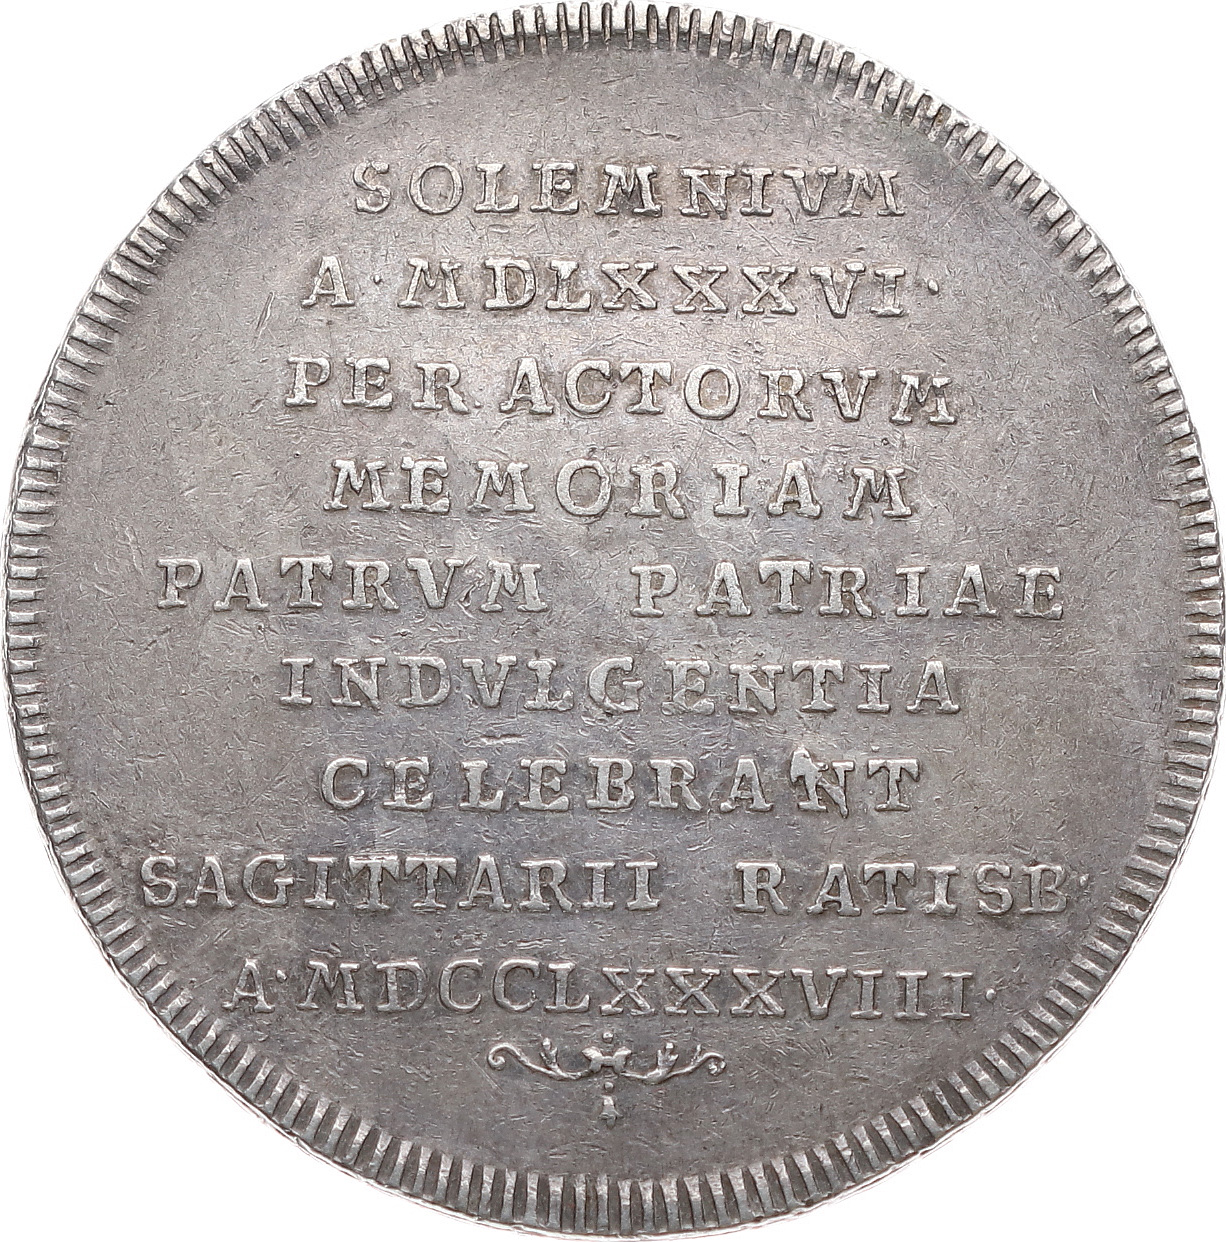 SOLEMNIVM
A·MDLXXXVI·
PERACTORVM
MEMORIAM
PATRVM PATRIAE
INDVLGENTIA
CELEBRANT
SAGITTARII RATISB·
A·MDCCLXXXVIII·